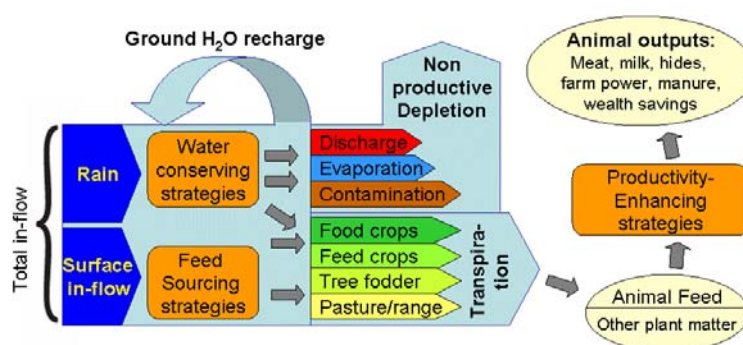 Ground H₂O recharge
Total in-flow
Rain
Surface
in-flow
Water
conserving
strategies
Feed
Sourcing
strategies
Non
productive
Depletion
Discharge
Evaporation
Contamination
Food crops
Feed crops
Tree fodder
Pasture/range
Transpira-
tion
Animal outputs:
Meat, milk, hides,
farm power, manure,
wealth savings
Productivity-
Enhancing
strategies
Animal Feed
Other plant matter